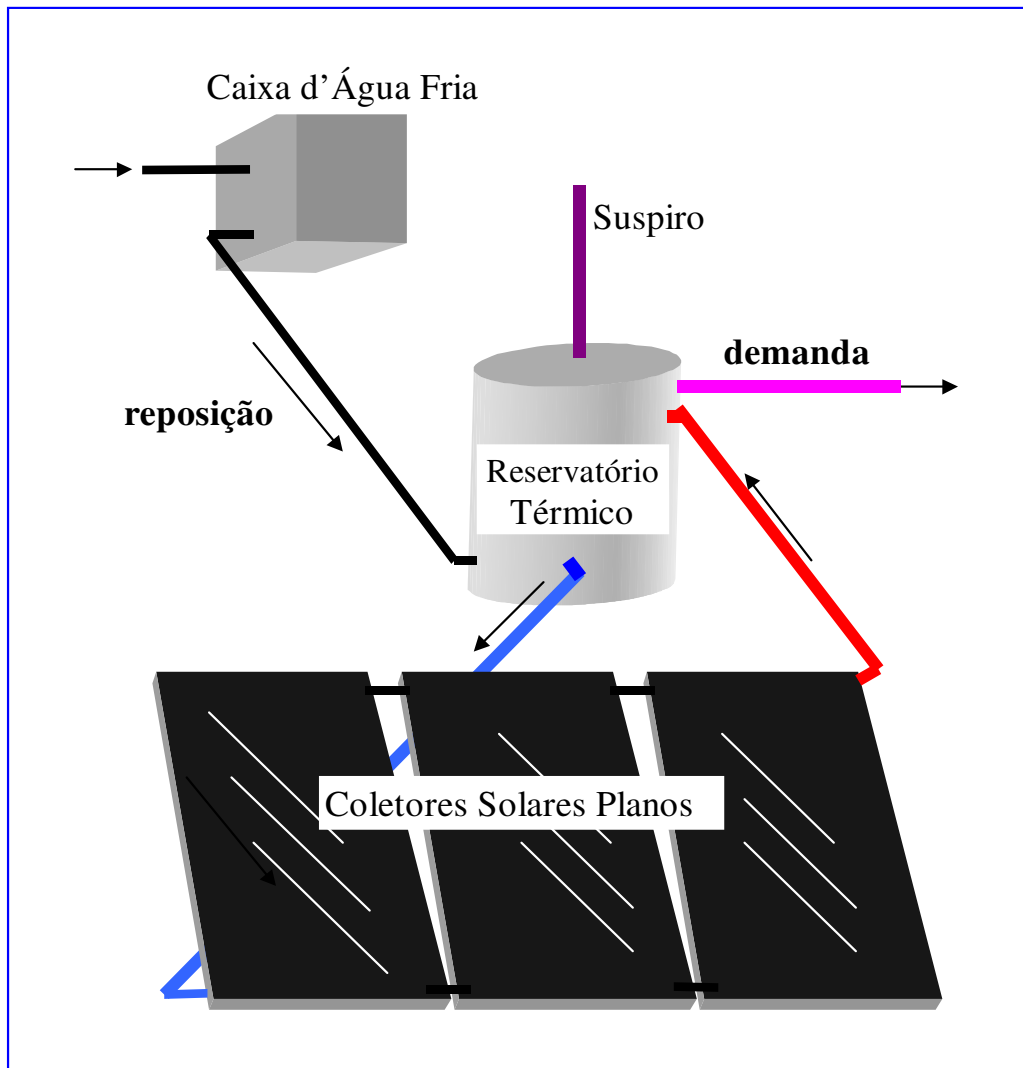 Caixa d'Água Fria
Suspiro
demanda
reposição
Reservatório
Térmico
Coletores Solares Planos